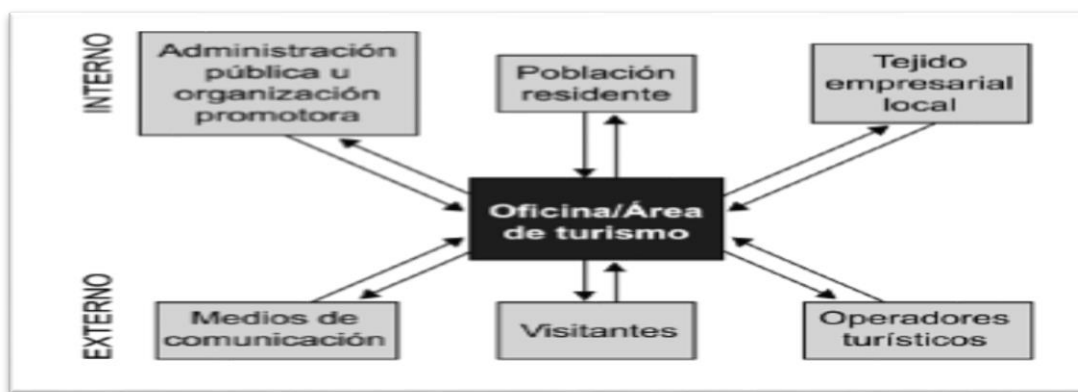 INTERNO
Administración
pública u
organización
promotora
Población
residente
Tejido
empresarial
local
Oficina/Área
de turismo
EXTERNO
Medios de
comunicación
Visitantes
Operadores
turísticos